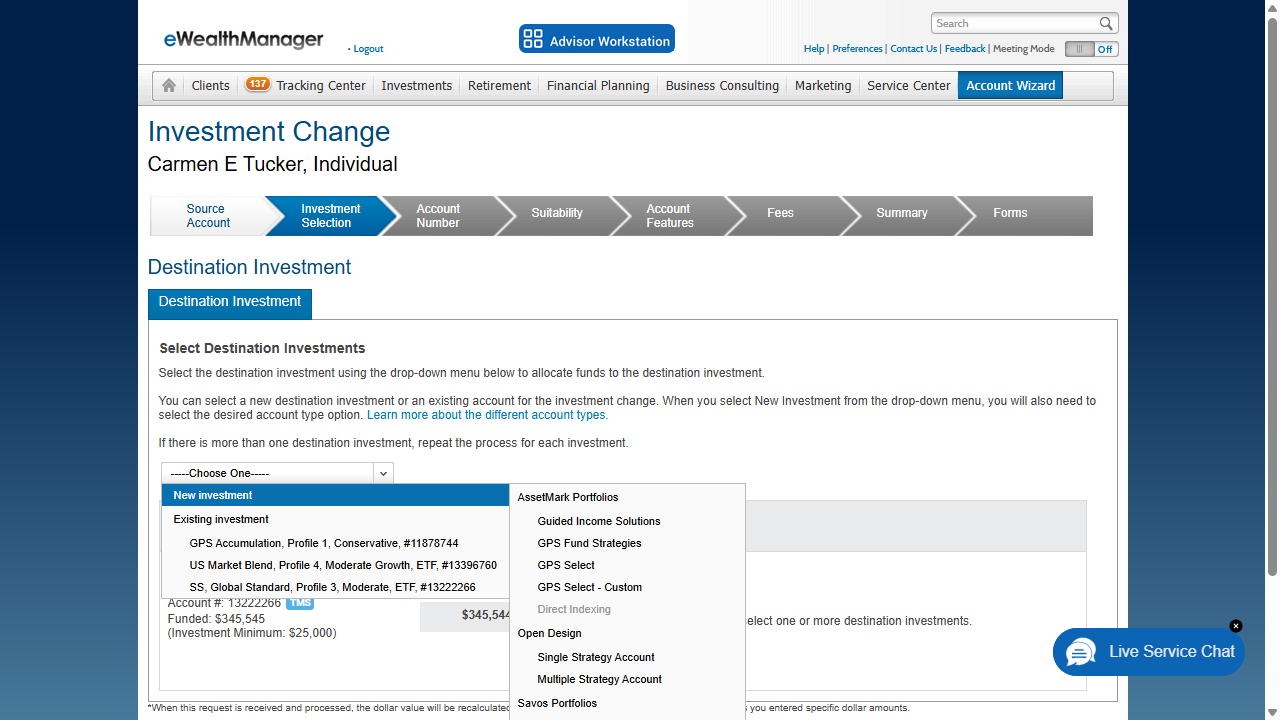 Search
eWealthManager
• Logout
Advisor Workstation
Help | Preferences | Contact Us | Feedback | Meeting Mode
Off
Clients
137 Tracking Center
Investments
Retirement
Financial Planning
Business Consulting
Marketing
Service Center
Account Wizard
Investment Change
Carmen E Tucker, Individual
Source Account
Investment Selection
Account Number
Suitability
Account Features
Fees
Summary
Forms
Destination Investment
Destination Investment
Select Destination Investments
Select the destination investment using the drop-down menu below to allocate funds to the destination investment.
You can select a new destination investment or an existing account for the investment change. When you select New Investment from the drop-down menu, you will also need to
select the desired account type option. Learn more about the different account types.
If there is more than one destination investment, repeat the process for each investment.
-----Choose One-----
New investment
Existing investment
GPS Accumulation, Profile 1, Conservative, #11878744
US Market Blend, Profile 4, Moderate Growth, ETF, #13396760
SS, Global Standard, Profile 3, Moderate, ETF, #13222266
AssetMark Portfolios
Guided Income Solutions
GPS Fund Strategies
GPS Select
GPS Select - Custom
Direct Indexing
Open Design
Single Strategy Account
Multiple Strategy Account
Savos Portfolios
Account #: 13222266 TMS
Funded: $345,545
(Investment Minimum: $25,000)
$345,544
elect one or more destination investments.
Live Service Chat
*When this request is received and processed, the dollar value will be recalculated
you entered specific dollar amounts.